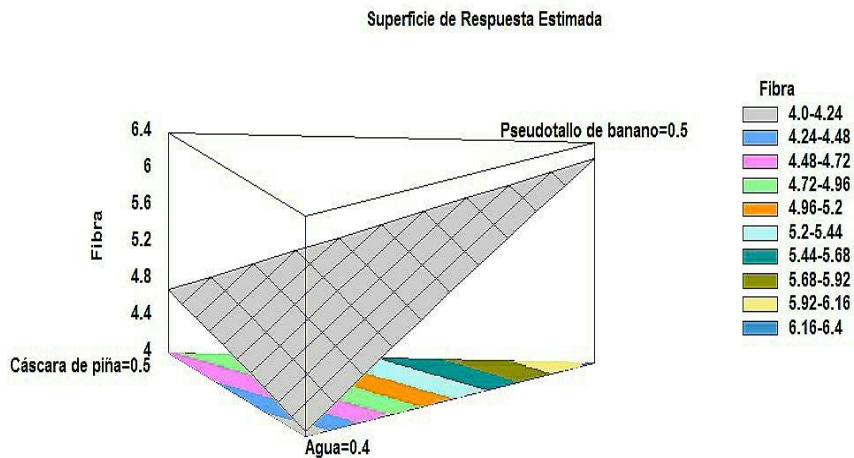 Superficie de Respuesta Estimada
Fibra
6.4
6
5.6
5.2
4.8
4.4
4
Pseudotallo de banano=0.5
Cáscara de piña=0.5
Agua=0.4
Fibra
4.0-4.24
4.24-4.48
4.48-4.72
4.72-4.96
4.96-5.2
5.2-5.44
5.44-5.68
5.68-5.92
5.92-6.16
6.16-6.4